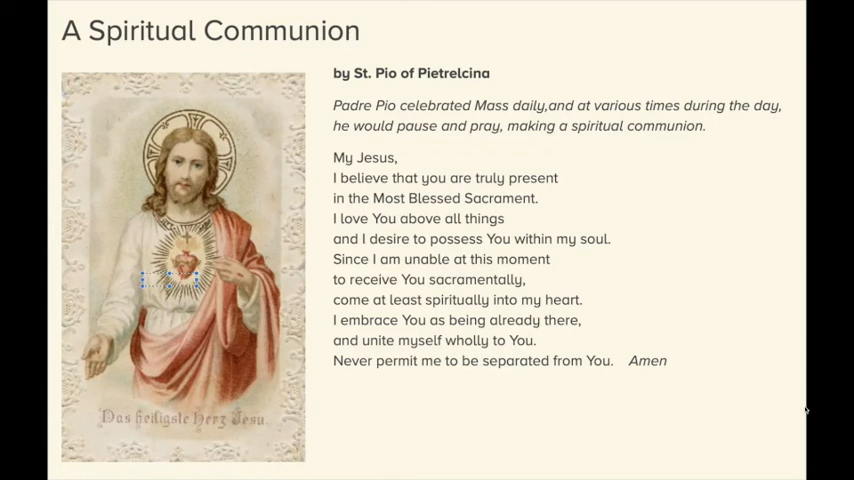 A Spiritual Communion
by St. Pio of Pietrelcina
Padre Pio celebrated Mass daily,and at various times during the day,
he would pause and pray, making a spiritual communion.
My Jesus,
I believe that you are truly present
in the Most Blessed Sacrament.
I love You above all things
and I desire to possess You within my soul.
Since I am unable at this moment
to receive You sacramentally,
come at least spiritually into my heart.
I embrace You as being already there,
and unite myself wholly to You.
Never permit me to be separated from You. Amen
Das heiligste Herz Jesu.